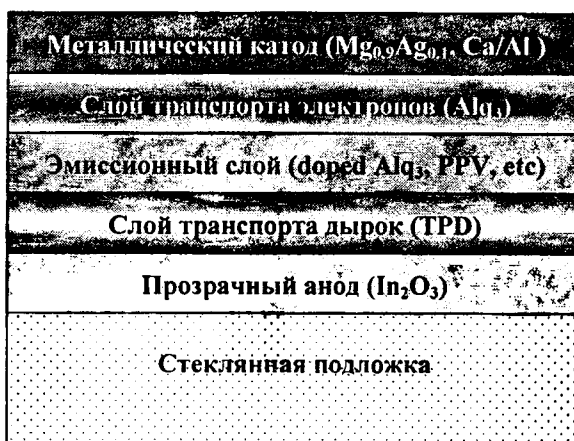 Металлический катод (Mg₀.₉Ag₀.₁, Ca/Al )
Слой транспорта электронов (Alq₃)
Эмиссионный слой (doped Alq₃, PPV, etc)
Слой транспорта дырок (TPD)
Прозрачный анод (In₂O₃)
Стеклянная подложка